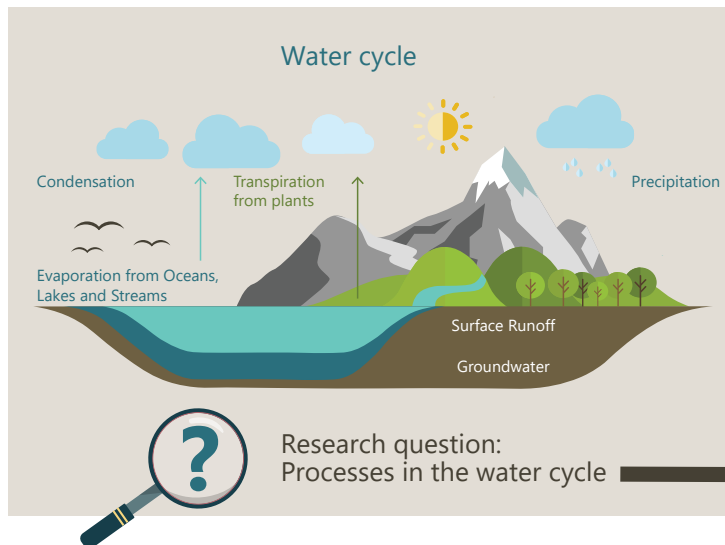 Water cycle
Condensation
Transpiration
from plants
Precipitation
Evaporation from Oceans,
Lakes and Streams
Surface Runoff
Groundwater
?
Research question:
Processes in the water cycle